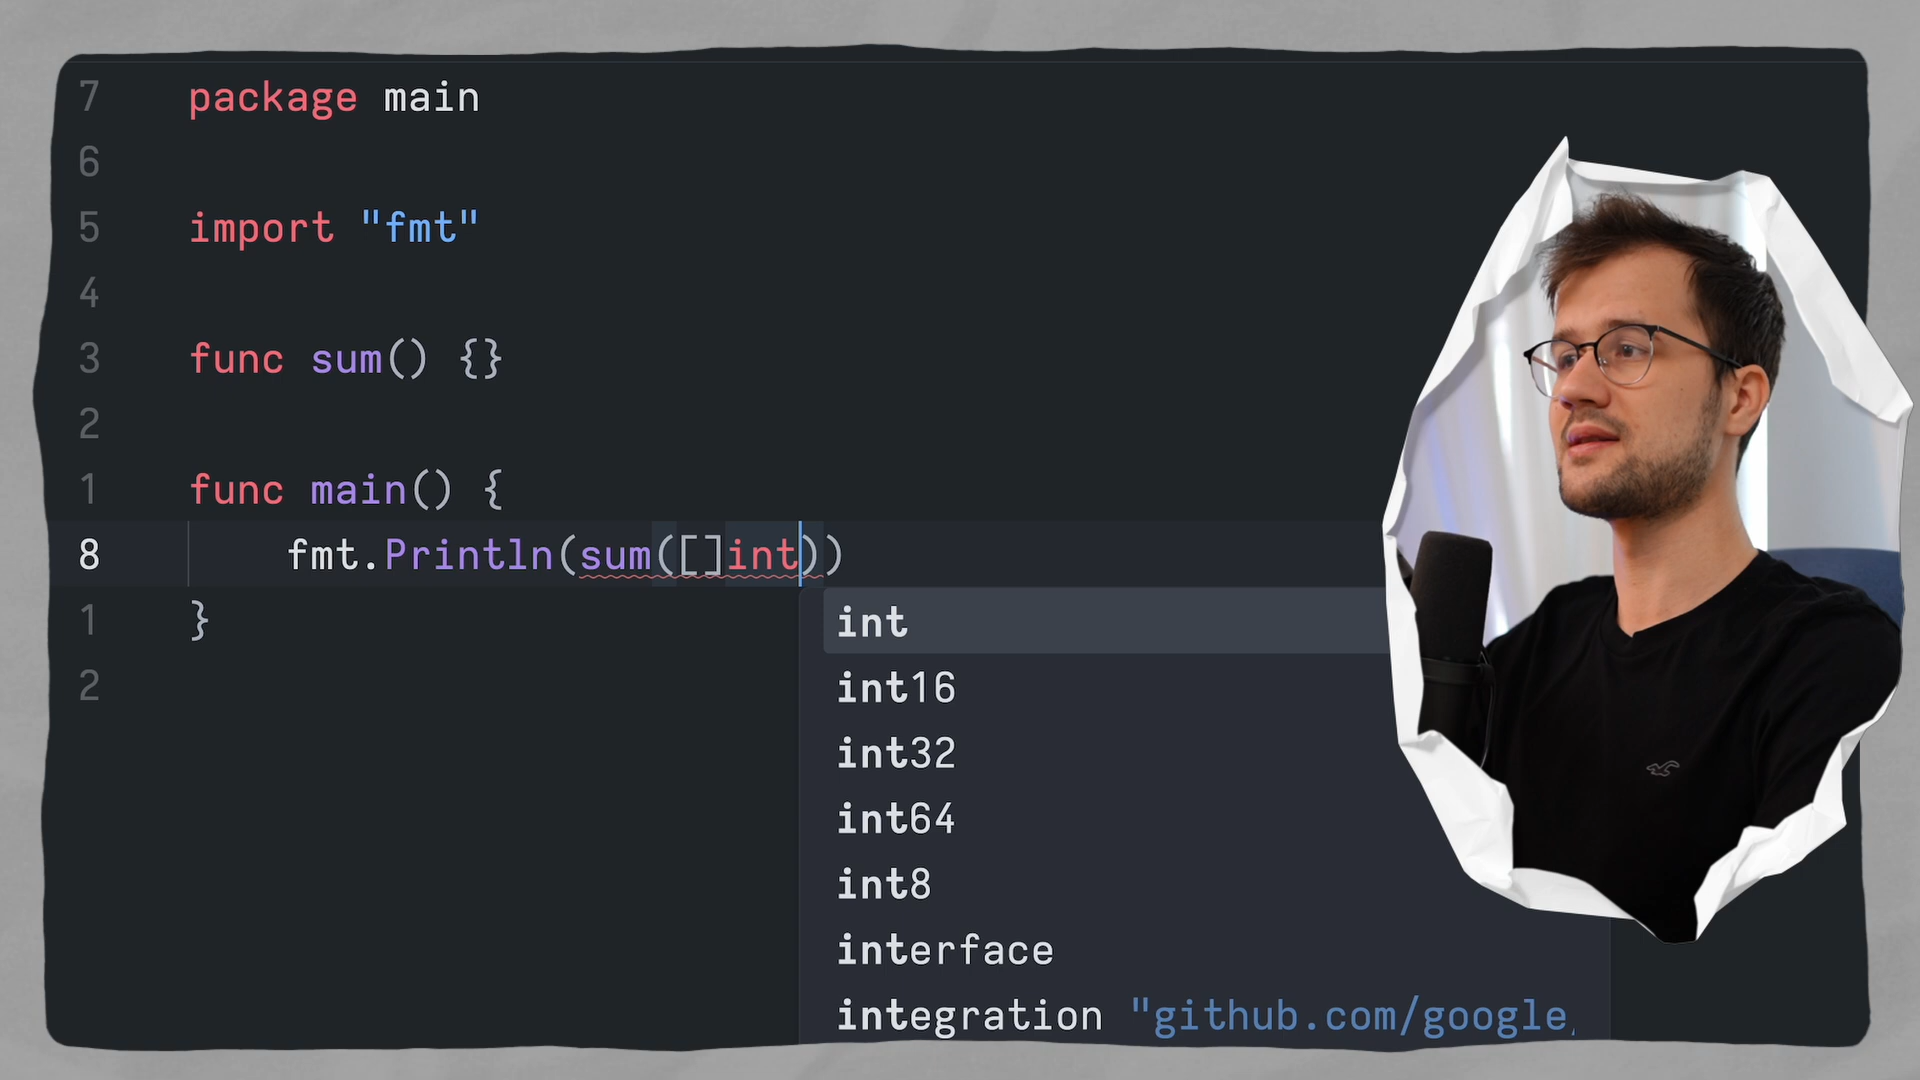 7 package main
6
5 import "fmt"
4
3 func sum() {}
2
1 func main() {
8 fmt.Println(sum([]int))
1 }
2
int
int16
int32
int64
int8
interface
integration "github.com/google